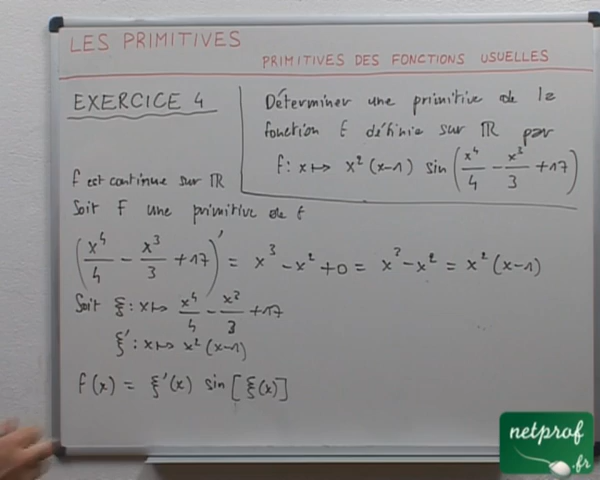 LES PRIMITIVES
PRIMITIVES DES FONCTIONS USUELLES
EXERCICE 4
Déterminer une primitive de la
fonction f définie sur ℝ par
f: x ↦ x²(x-1) sin(x⁴/4 - x³/3 + 17)
f est continue sur ℝ
Soit F une primitive de f
(x⁴/4 - x³/3 + 17)' = x³ - x² + 0 = x³ - x² = x²(x-1)
Soit ξ: x ↦ x⁴/4 - x³/3 + 17
ξ': x ↦ x²(x-1)
f(x) = ξ'(x) sin[ξ(x)]
netprof
.fr